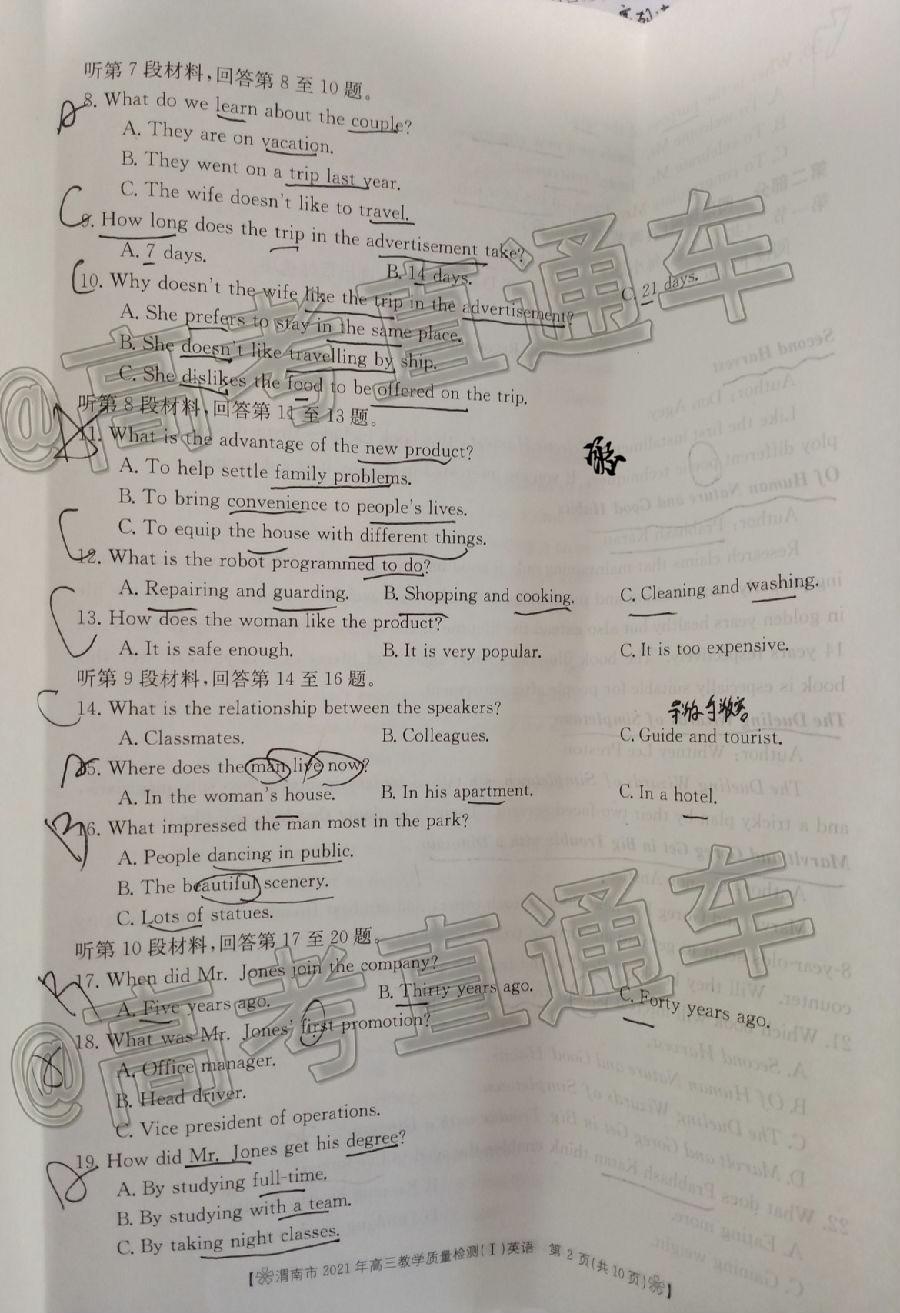 听第7段材料,回答第8至10题。
8. What do we learn about the couple?
A. They are on vacation.
B. They went on a trip last year.
C. The wife doesn't like to travel.
C
9. How long does the trip in the advertisement take?
A. 7 days. B. 14 days. C. 21 days.
C
10. Why doesn't the wife like the trip in the advertisement?
A. She prefers to stay in the same place.
B. She doesn't like travelling by ship.
C. She dislikes the food to be offered on the trip.
听第8段材料,回答第11至13题。
11. What is the advantage of the new product?
A. To help settle family problems.
B. To bring convenience to people's lives.
C. To equip the house with different things.
C
12. What is the robot programmed to do?
A. Repairing and guarding. B. Shopping and cooking. C. Cleaning and washing.
C
13. How does the woman like the product?
A. It is safe enough. B. It is very popular. C. It is too expensive.
听第9段材料,回答第14至16题。
C
14. What is the relationship between the speakers?
A. Classmates. B. Colleagues. C. Guide and tourist.
15. Where does the man live now?
A. In the woman's house. B. In his apartment. C. In a hotel.
B
16. What impressed the man most in the park?
A. People dancing in public.
B. The beautiful scenery.
C. Lots of statues.
听第10段材料,回答第17至20题。
17. When did Mr. Jones join the company?
A. Five years ago. B. Thirty years ago. C. Forty years ago.
18. What was Mr. Jones' first promotion?
A. Office manager.
B. Head driver.
C. Vice president of operations.
19. How did Mr. Jones get his degree?
A. By studying full-time.
B. By studying with a team.
C. By taking night classes.
【渭南市2021年高三教学质量检测(Ⅰ)英语 第2页(共10页)】
@高考直通车
@高考直通车